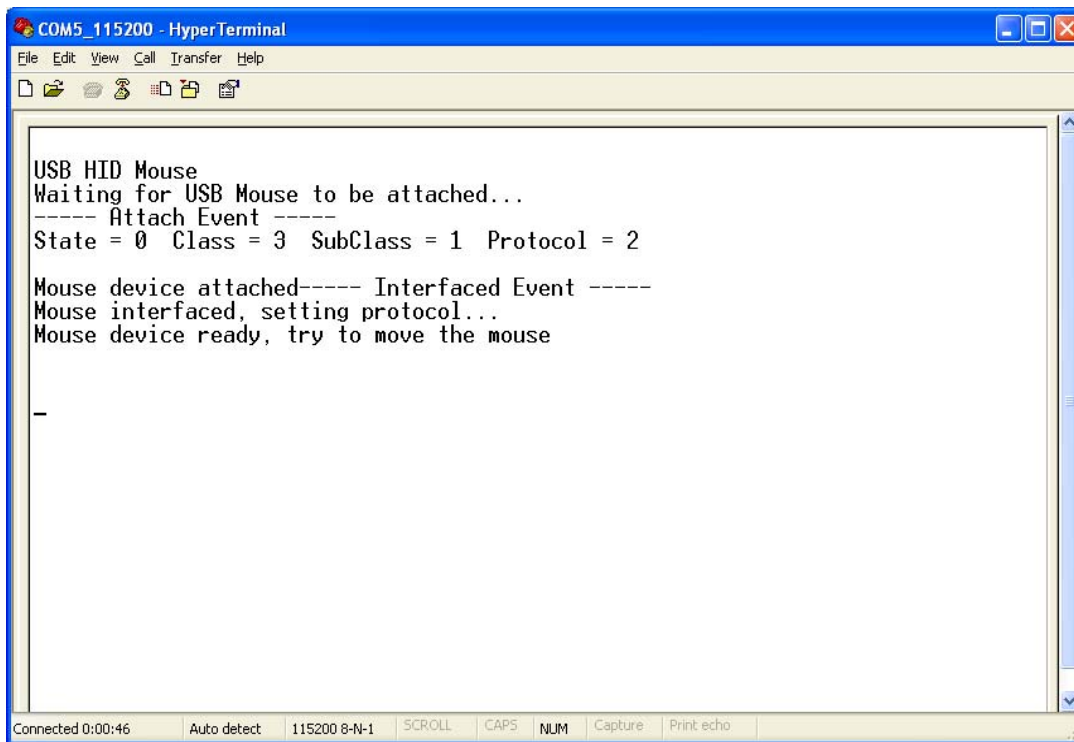 COM5_115200 - HyperTerminal
File Edit View Call Transfer Help
USB HID Mouse
Waiting for USB Mouse to be attached...
----- Attach Event -----
State = 0  Class = 3  SubClass = 1  Protocol = 2
Mouse device attached----- Interfaced Event -----
Mouse interfaced, setting protocol...
Mouse device ready, try to move the mouse
_
Connected 0:00:46 Auto detect 115200 8-N-1 SCROLL CAPS NUM Capture Print echo